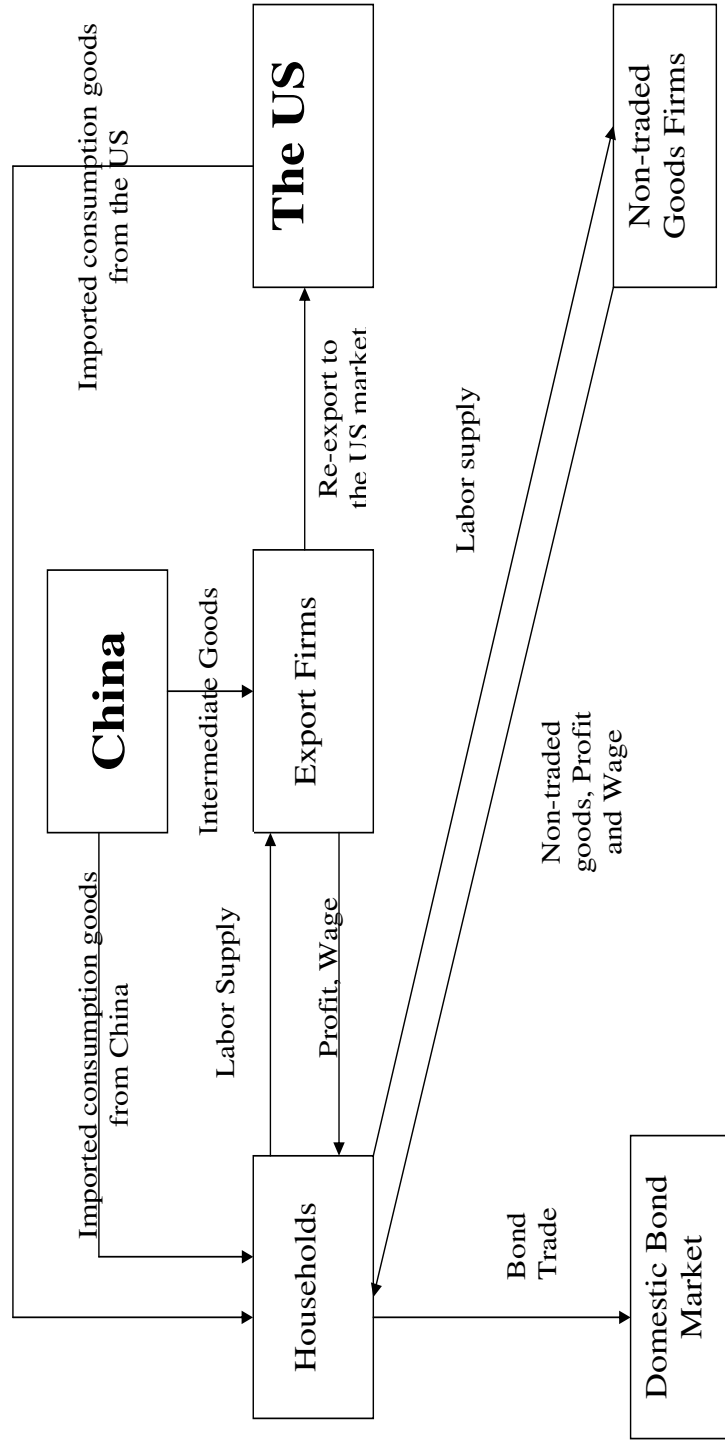 Imported consumption goods
from the US
Imported consumption goods
from China
China
Intermediate Goods
Households
Labor Supply
Profit, Wage
Export Firms
Re-export to
the US market
The US
Bond
Trade
Labor supply
Non-traded
goods, Profit
and Wage
Domestic Bond
Market
Non-traded
Goods Firms